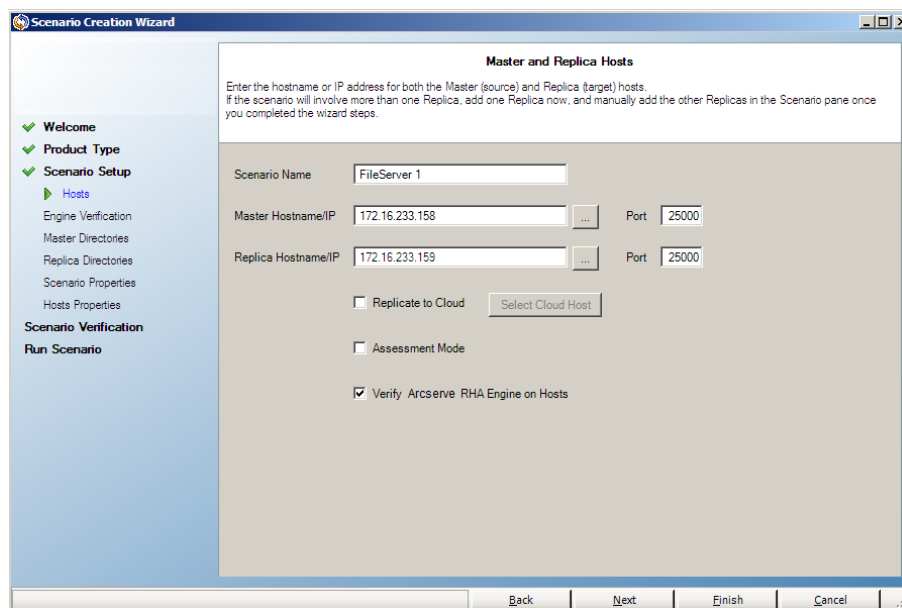 Scenario Creation Wizard
Master and Replica Hosts
Enter the hostname or IP address for both the Master (source) and Replica (target) hosts.
If the scenario will involve more than one Replica, add one Replica now, and manually add the other Replicas in the Scenario pane once
you completed the wizard steps.
Welcome
Product Type
Scenario Setup
Hosts
Engine Verification
Master Directories
Replica Directories
Scenario Properties
Hosts Properties
Scenario Verification
Run Scenario
Scenario Name FileServer 1
Master Hostname/IP 172.16.233.158 ... Port 25000
Replica Hostname/IP 172.16.233.159 ... Port 25000
Replicate to Cloud Select Cloud Host
Assessment Mode
Verify Arcserve RHA Engine on Hosts
Back Next Finish Cancel